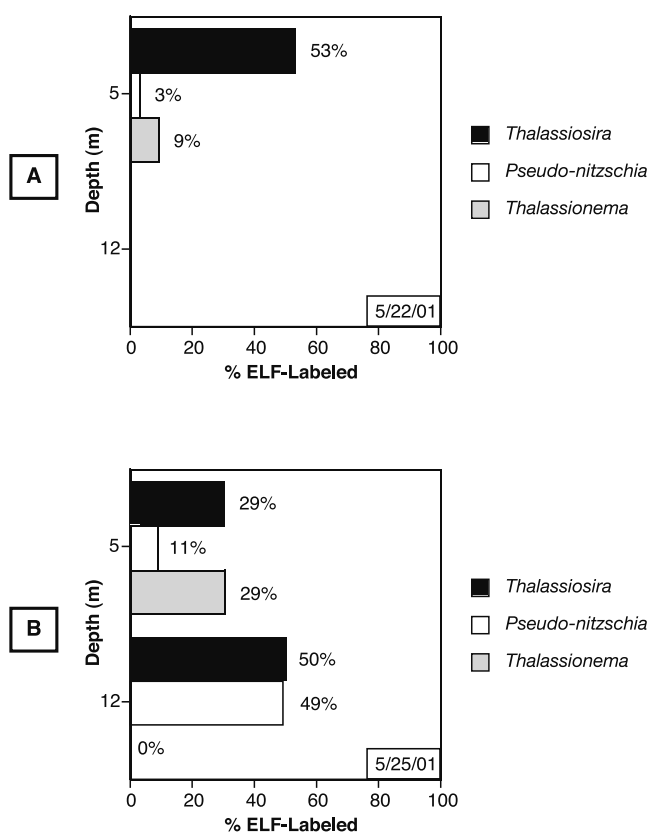 53%
5
3%
9%
A
Depth (m)
12
5/22/01
0 20 40 60 80 100
% ELF-Labeled
Thalassiosira
Pseudo-nitzschia
Thalassionema
29%
5
11%
29%
B
Depth (m)
50%
12
49%
0%
5/25/01
0 20 40 60 80 100
% ELF-Labeled
Thalassiosira
Pseudo-nitzschia
Thalassionema